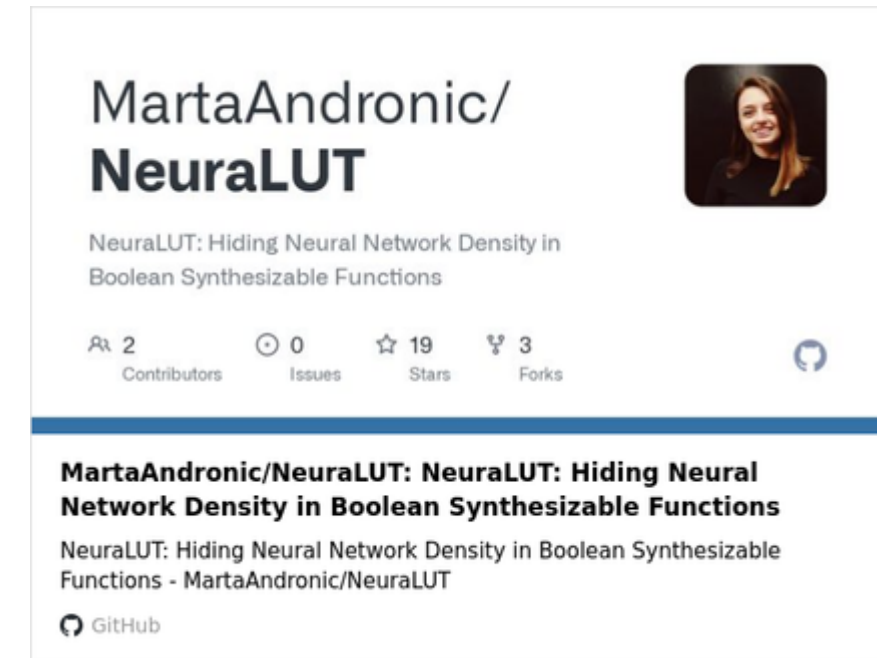 MartaAndronic/
NeuraLUT
NeuraLUT: Hiding Neural Network Density in
Boolean Synthesizable Functions
2
Contributors
0
Issues
19
Stars
3
Forks
MartaAndronic/NeuraLUT: NeuraLUT: Hiding Neural
Network Density in Boolean Synthesizable Functions
NeuraLUT: Hiding Neural Network Density in Boolean Synthesizable
Functions - MartaAndronic/NeuraLUT
GitHub